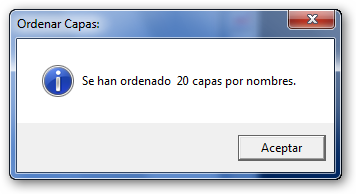 Ordenar Capas:
Se han ordenado  20 capas por nombres.
Aceptar